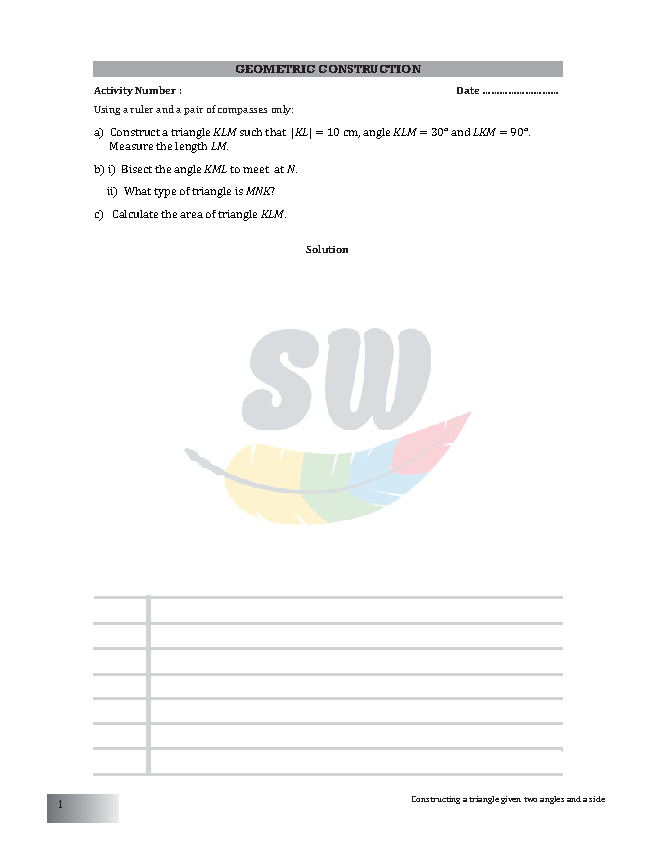 GEOMETRIC CONSTRUCTION
Activity Number : Date ...........................
Using a ruler and a pair of compasses only:
a) Construct a triangle KLM such that |KL| = 10 cm, angle KLM = 30° and LKM = 90°.
Measure the length LM.
b) i) Bisect the angle KML to meet at N.
ii) What type of triangle is MNK?
c) Calculate the area of triangle KLM.
Solution
sw
1
Constructing a triangle given two angles and a side